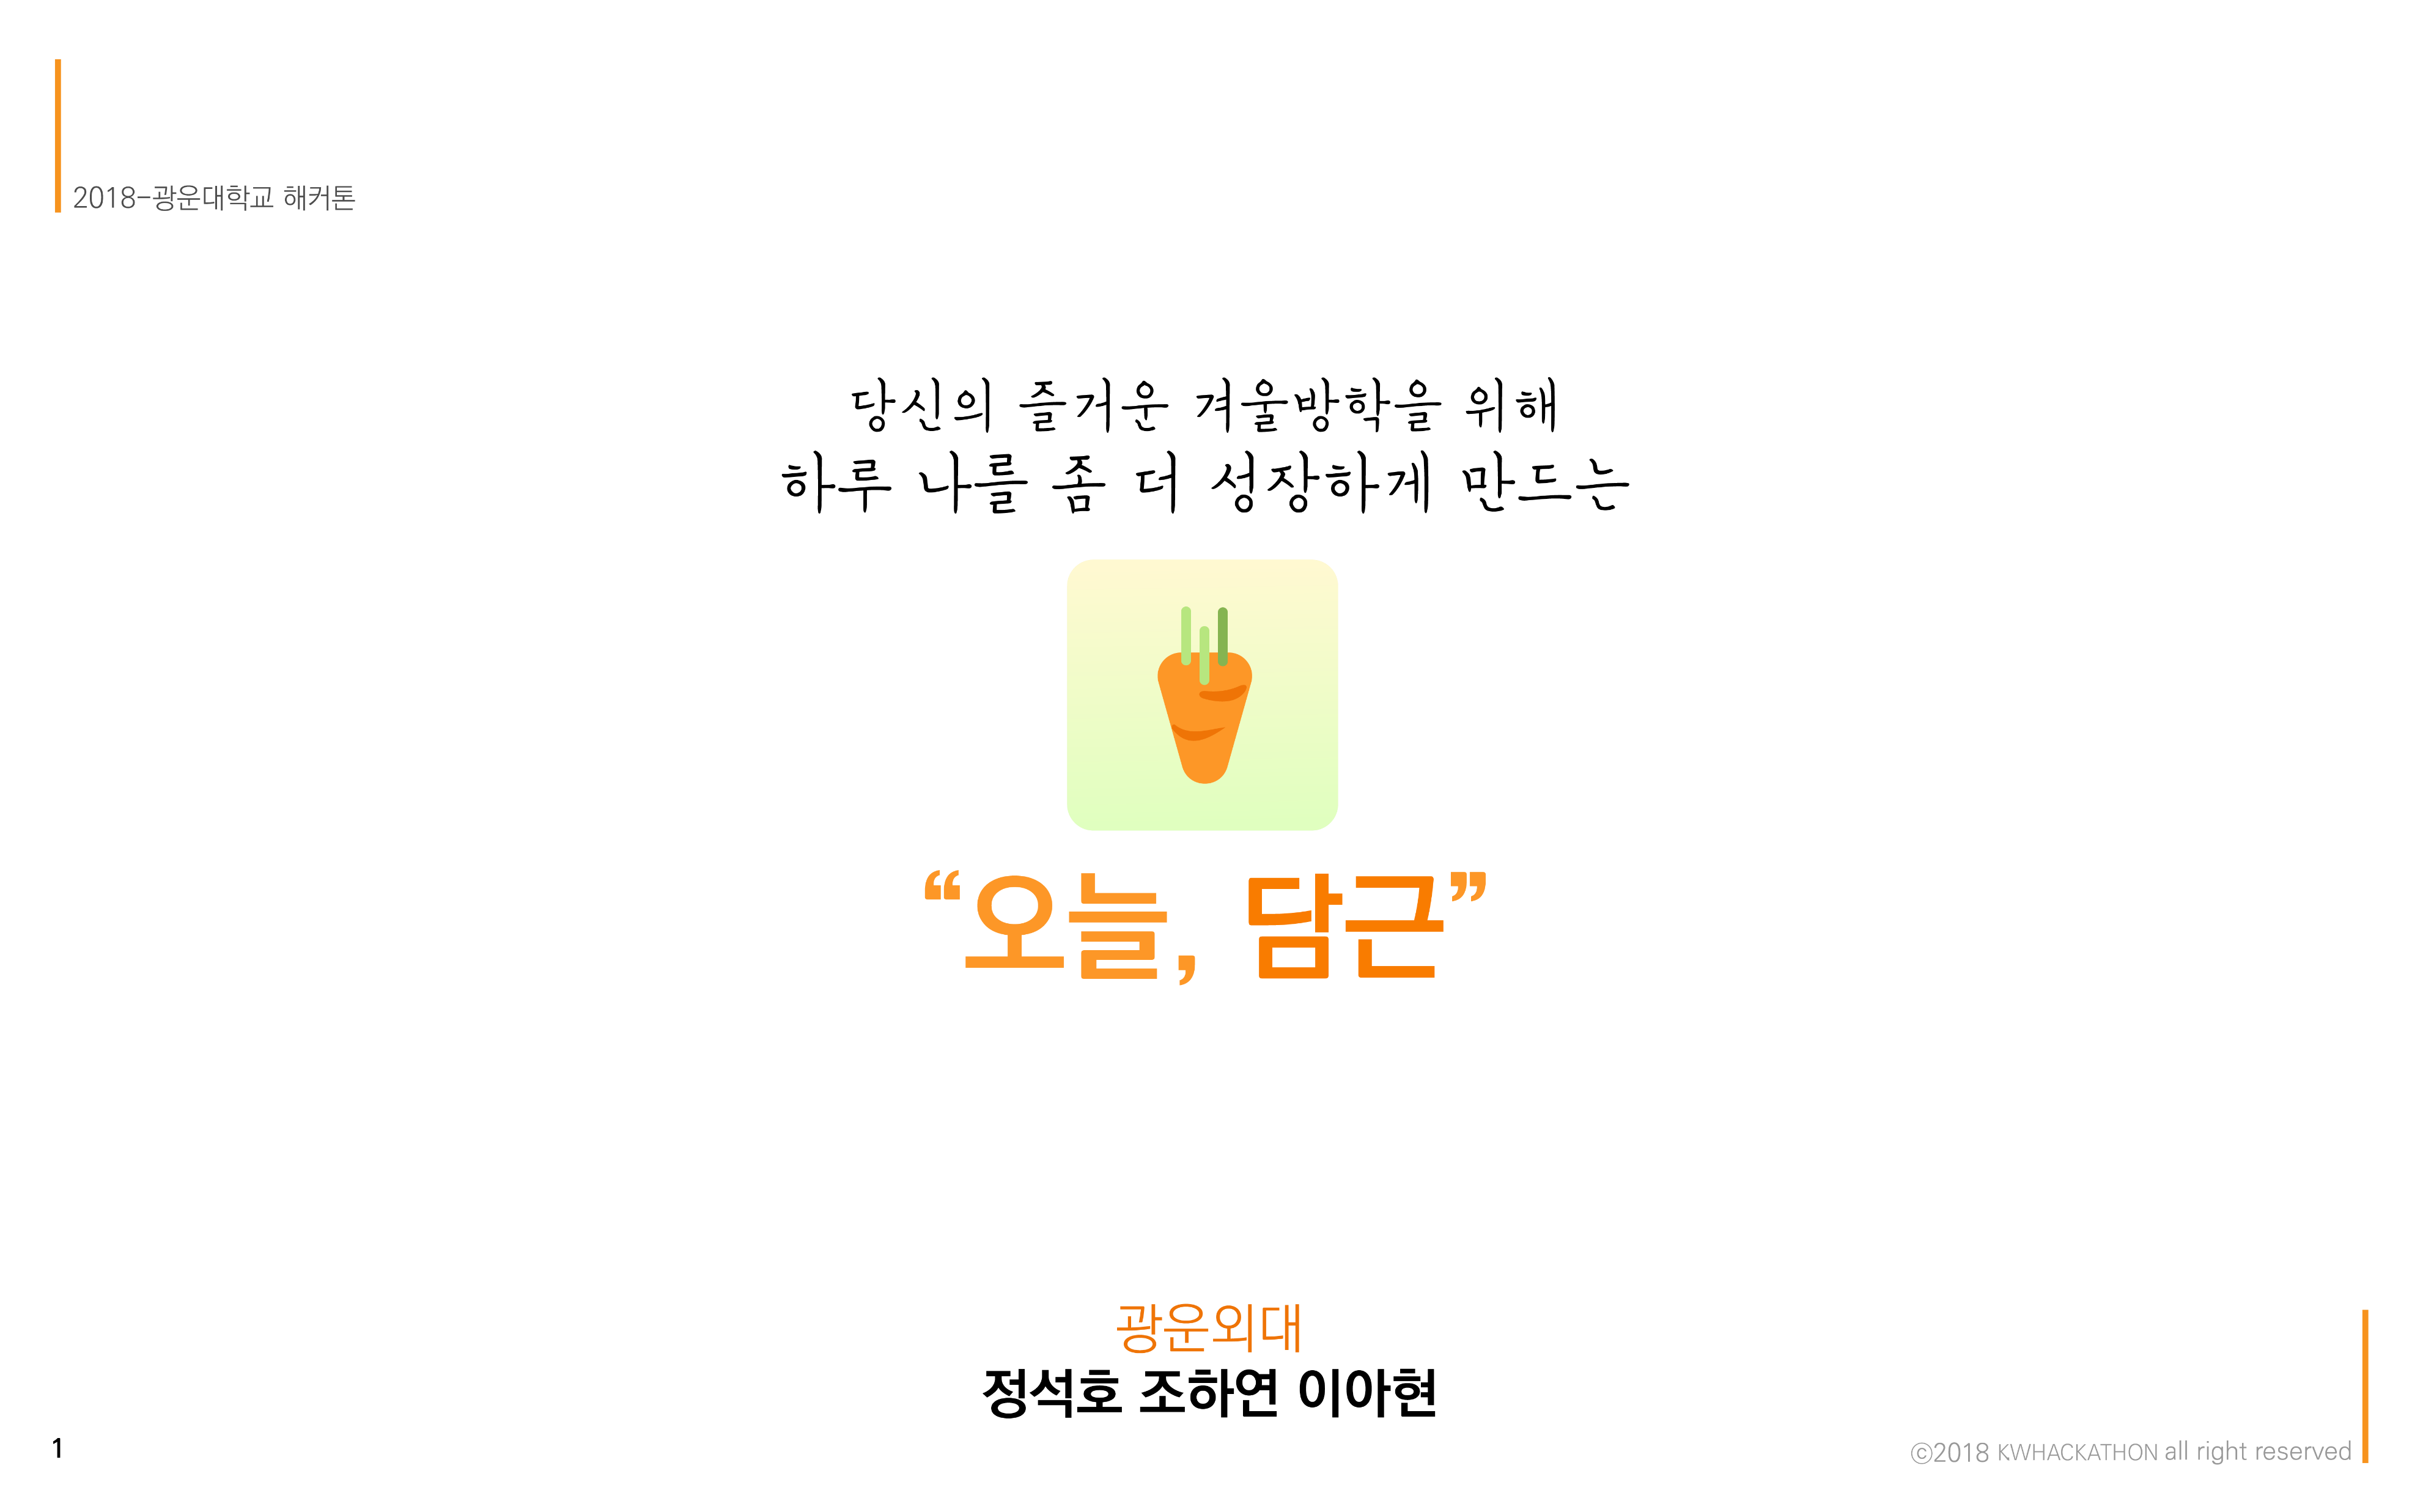 2018-광운대학교 해커톤
당신의 즐거운 겨울방학을 위해
하루 나를 좀 더 성장하게 만드는
“오늘, 담근”
광운외대
정석호 조하연 이아현
1
ⓒ2018 KWHACKATHON all right reserved